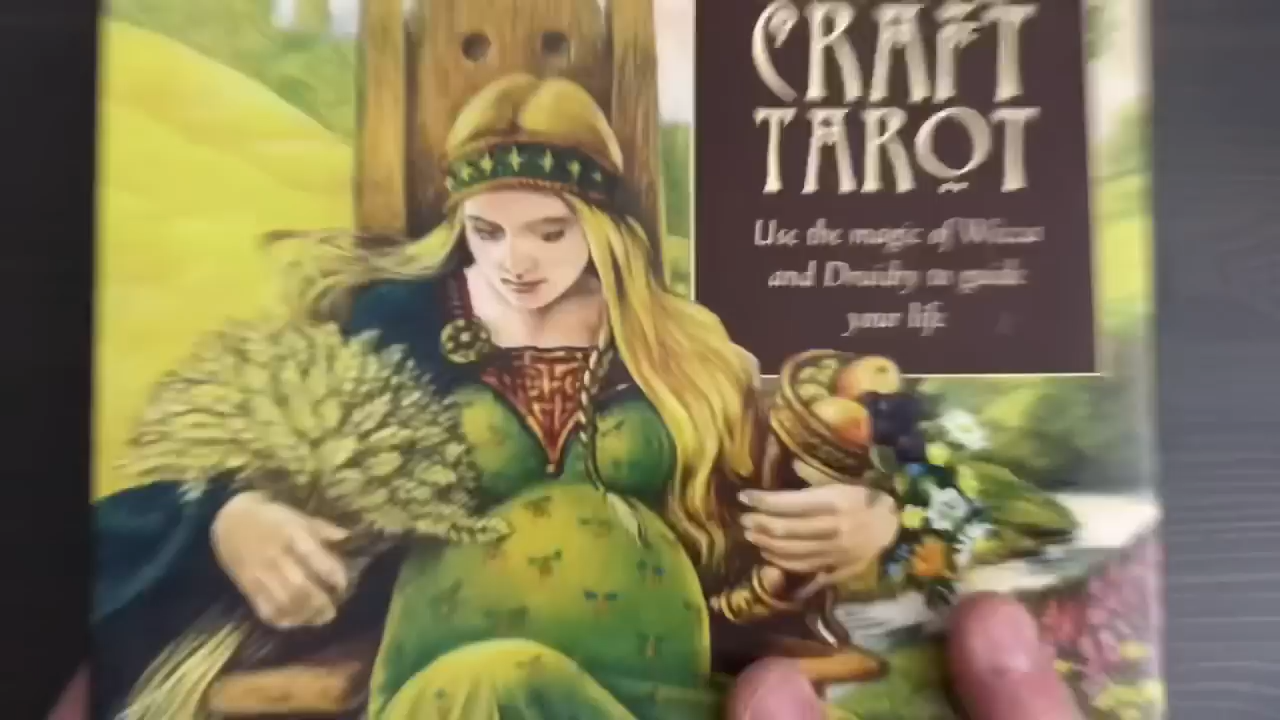 CRAFT
TAROT
Use the magic of Wicca
and Druidry to guide
your life